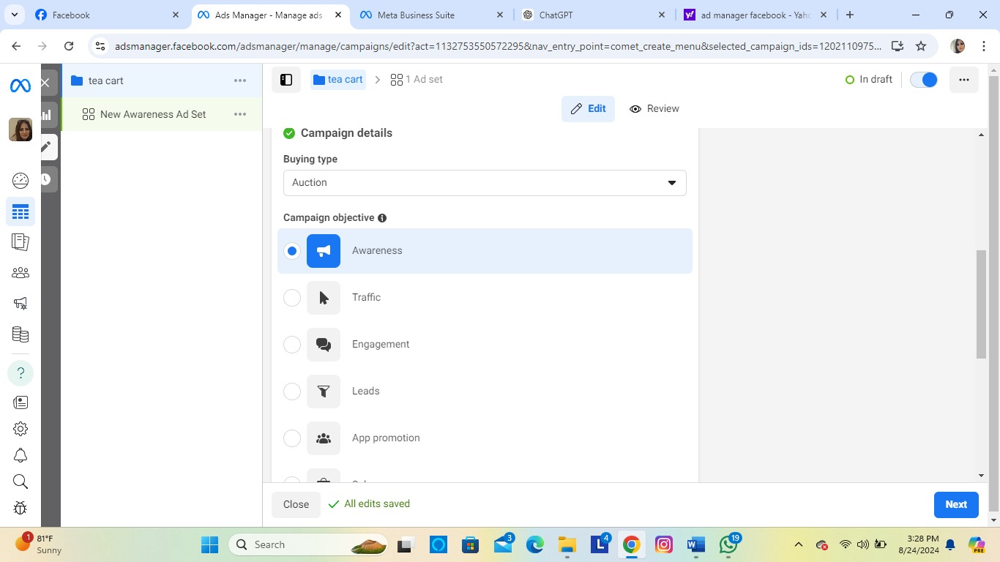 Facebook
Ads Manager - Manage ads
Meta Business Suite
ChatGPT
ad manager facebook - Yaho
adsmanager.facebook.com/adsmanager/manage/campaigns/edit?act=1132753550572295&nav_entry_point=comet_create_menu&selected_campaign_ids=1202110975...
tea cart
New Awareness Ad Set
tea cart
1 Ad set
In draft
Edit
Review
Campaign details
Buying type
Auction
Campaign objective
Awareness
Traffic
Engagement
Leads
App promotion
Close
All edits saved
Next
1
81°F
Sunny
Search
3
L
4
W
19
3:28 PM
8/24/2024
PRE